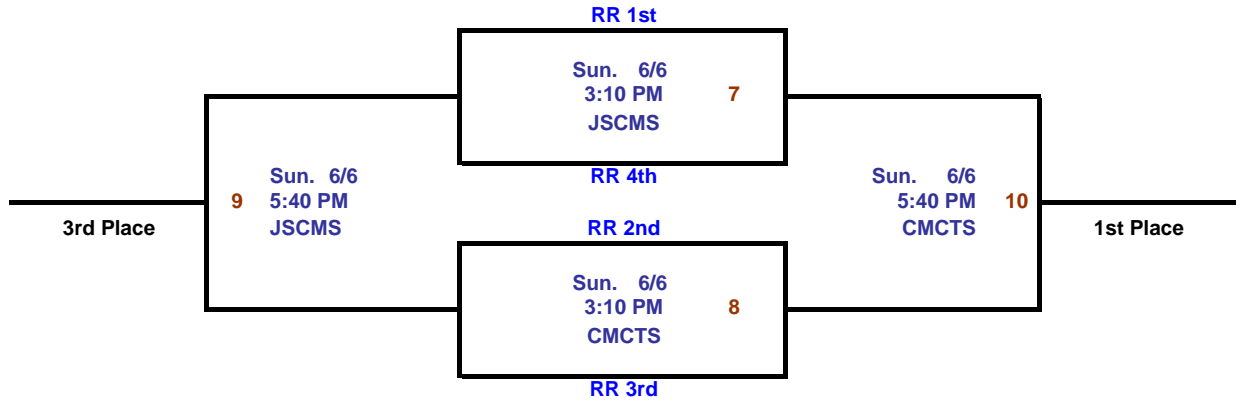 RR 1st
Sun. 6/6
3:10 PM 7
JSCMS
RR 4th
9 Sun. 6/6
5:40 PM
JSCMS
3rd Place
Sun. 6/6
5:40 PM 10
CMCTS
1st Place
RR 2nd
Sun. 6/6
3:10 PM 8
CMCTS
RR 3rd